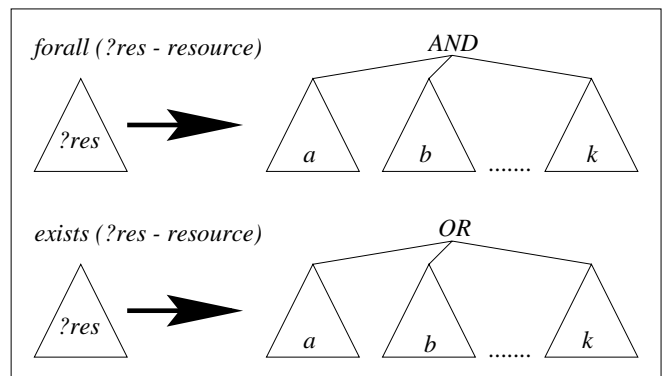 forall (?res - resource)
AND
?res
a b ....... k
exists (?res - resource)
OR
?res
a b ....... k